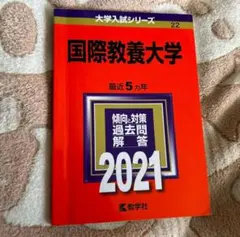 大学入試シリーズ
22
国際教養大学
最近5カ年
傾向と対策
過去問
解答
2021
教学社